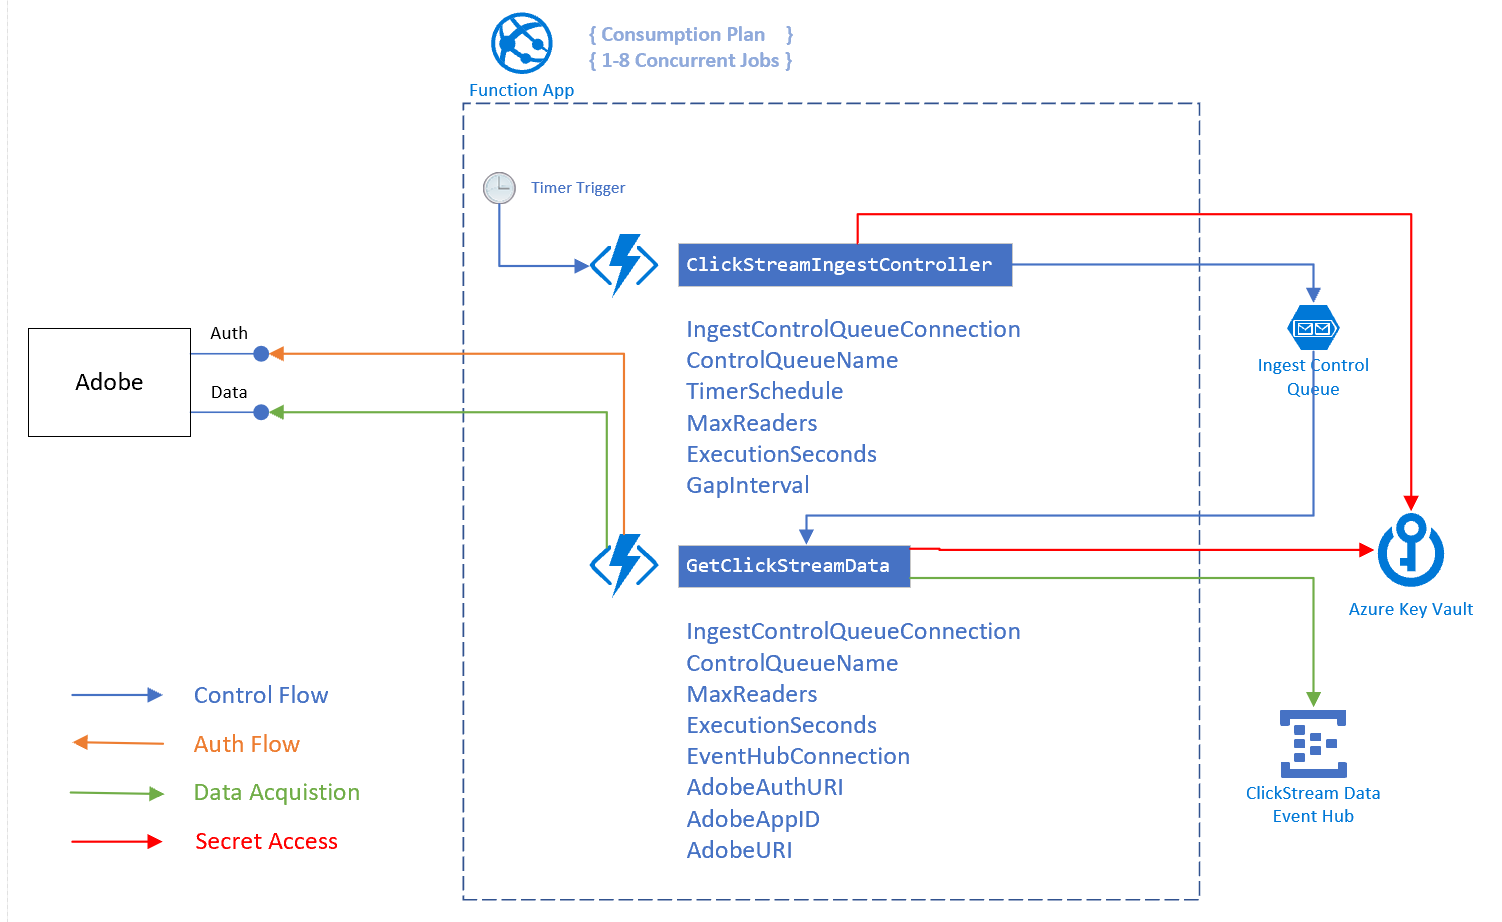 { Consumption Plan }
{ 1-8 Concurrent Jobs }
Function App
Timer Trigger
ClickStreamIngestController
IngestControlQueueConnection
ControlQueueName
TimerSchedule
MaxReaders
ExecutionSeconds
GapInterval
Auth
Adobe
Data
Ingest Control
Queue
GetClickStreamData
Azure Key Vault
IngestControlQueueConnection
ControlQueueName
MaxReaders
ExecutionSeconds
EventHubConnection
AdobeAuthURI
AdobeAppID
AdobeURI
ClickStream Data
Event Hub
Control Flow
Auth Flow
Data Acquistion
Secret Access